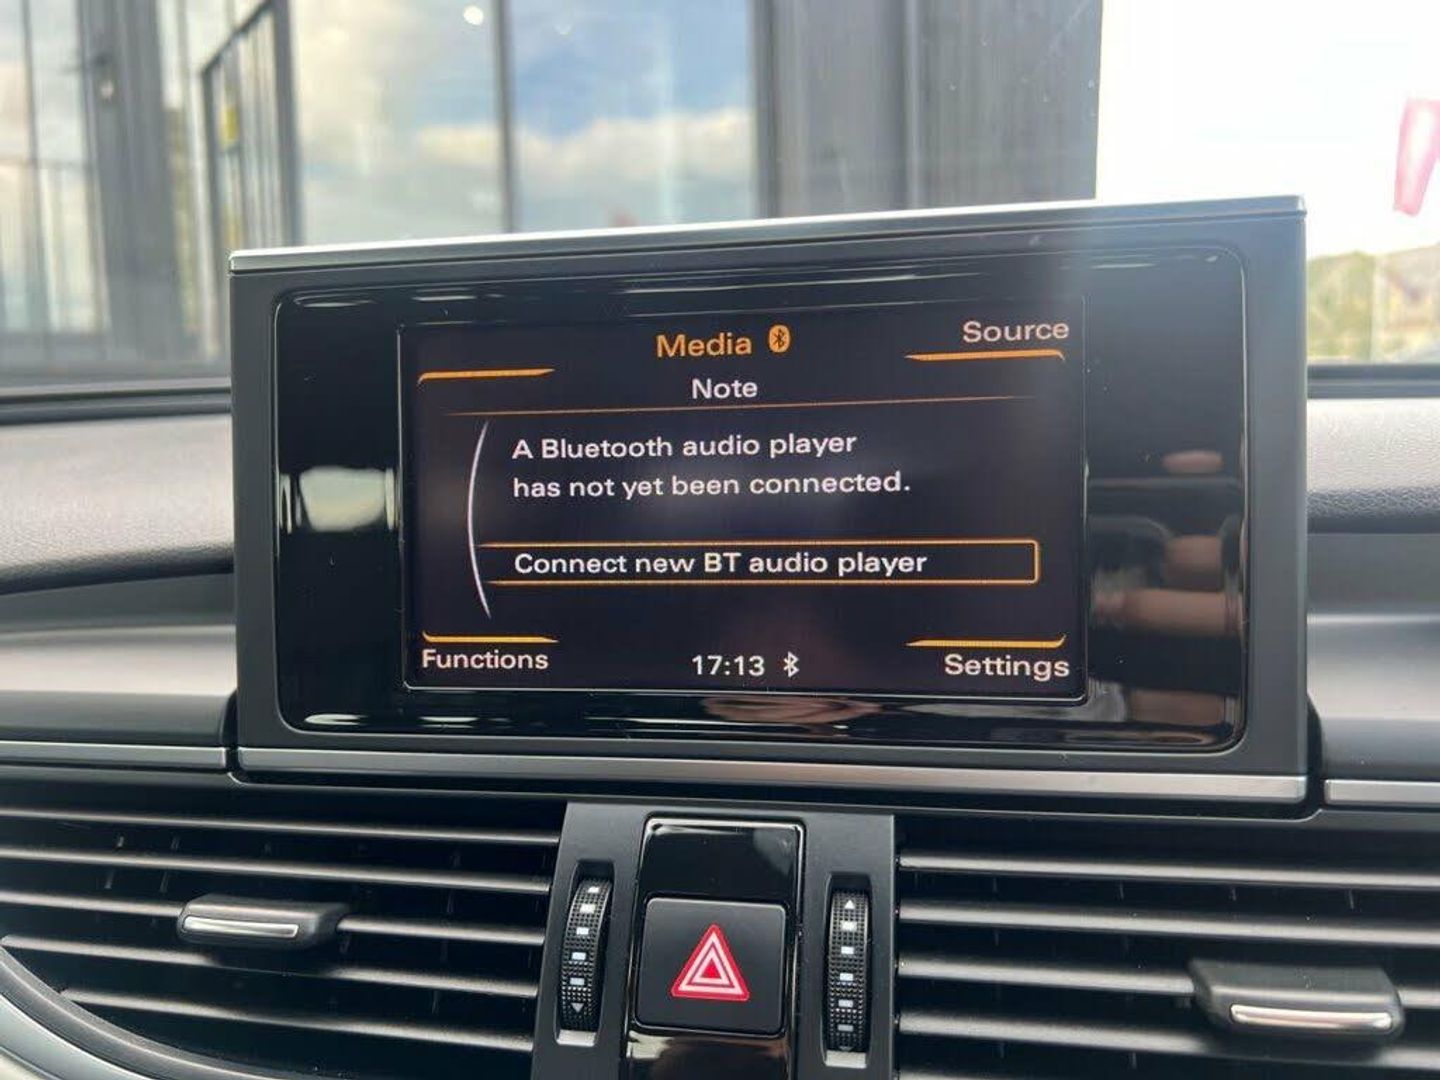 Media
Source
Note
A Bluetooth audio player
has not yet been connected.
Connect new BT audio player
Functions
17:13
Settings